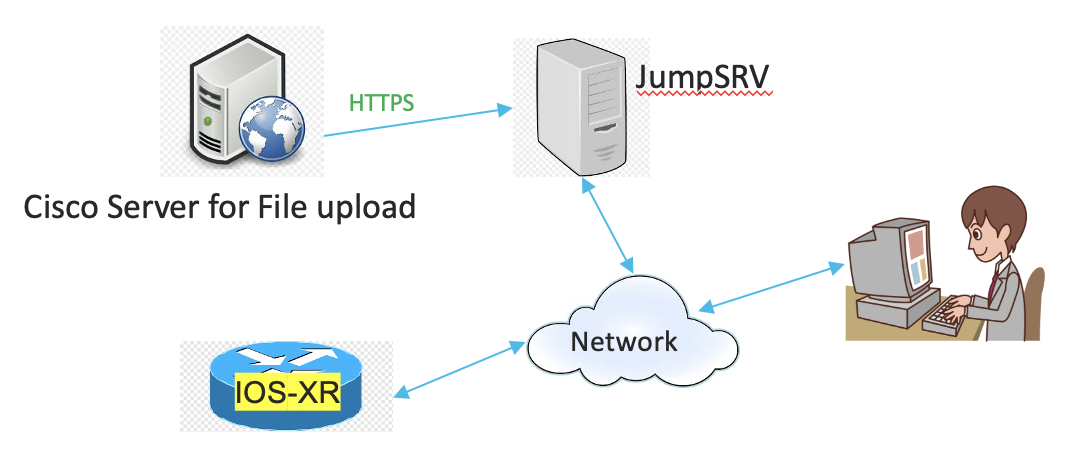 JumpSRV
HTTPS
Cisco Server for File upload
Network
IOS-XR